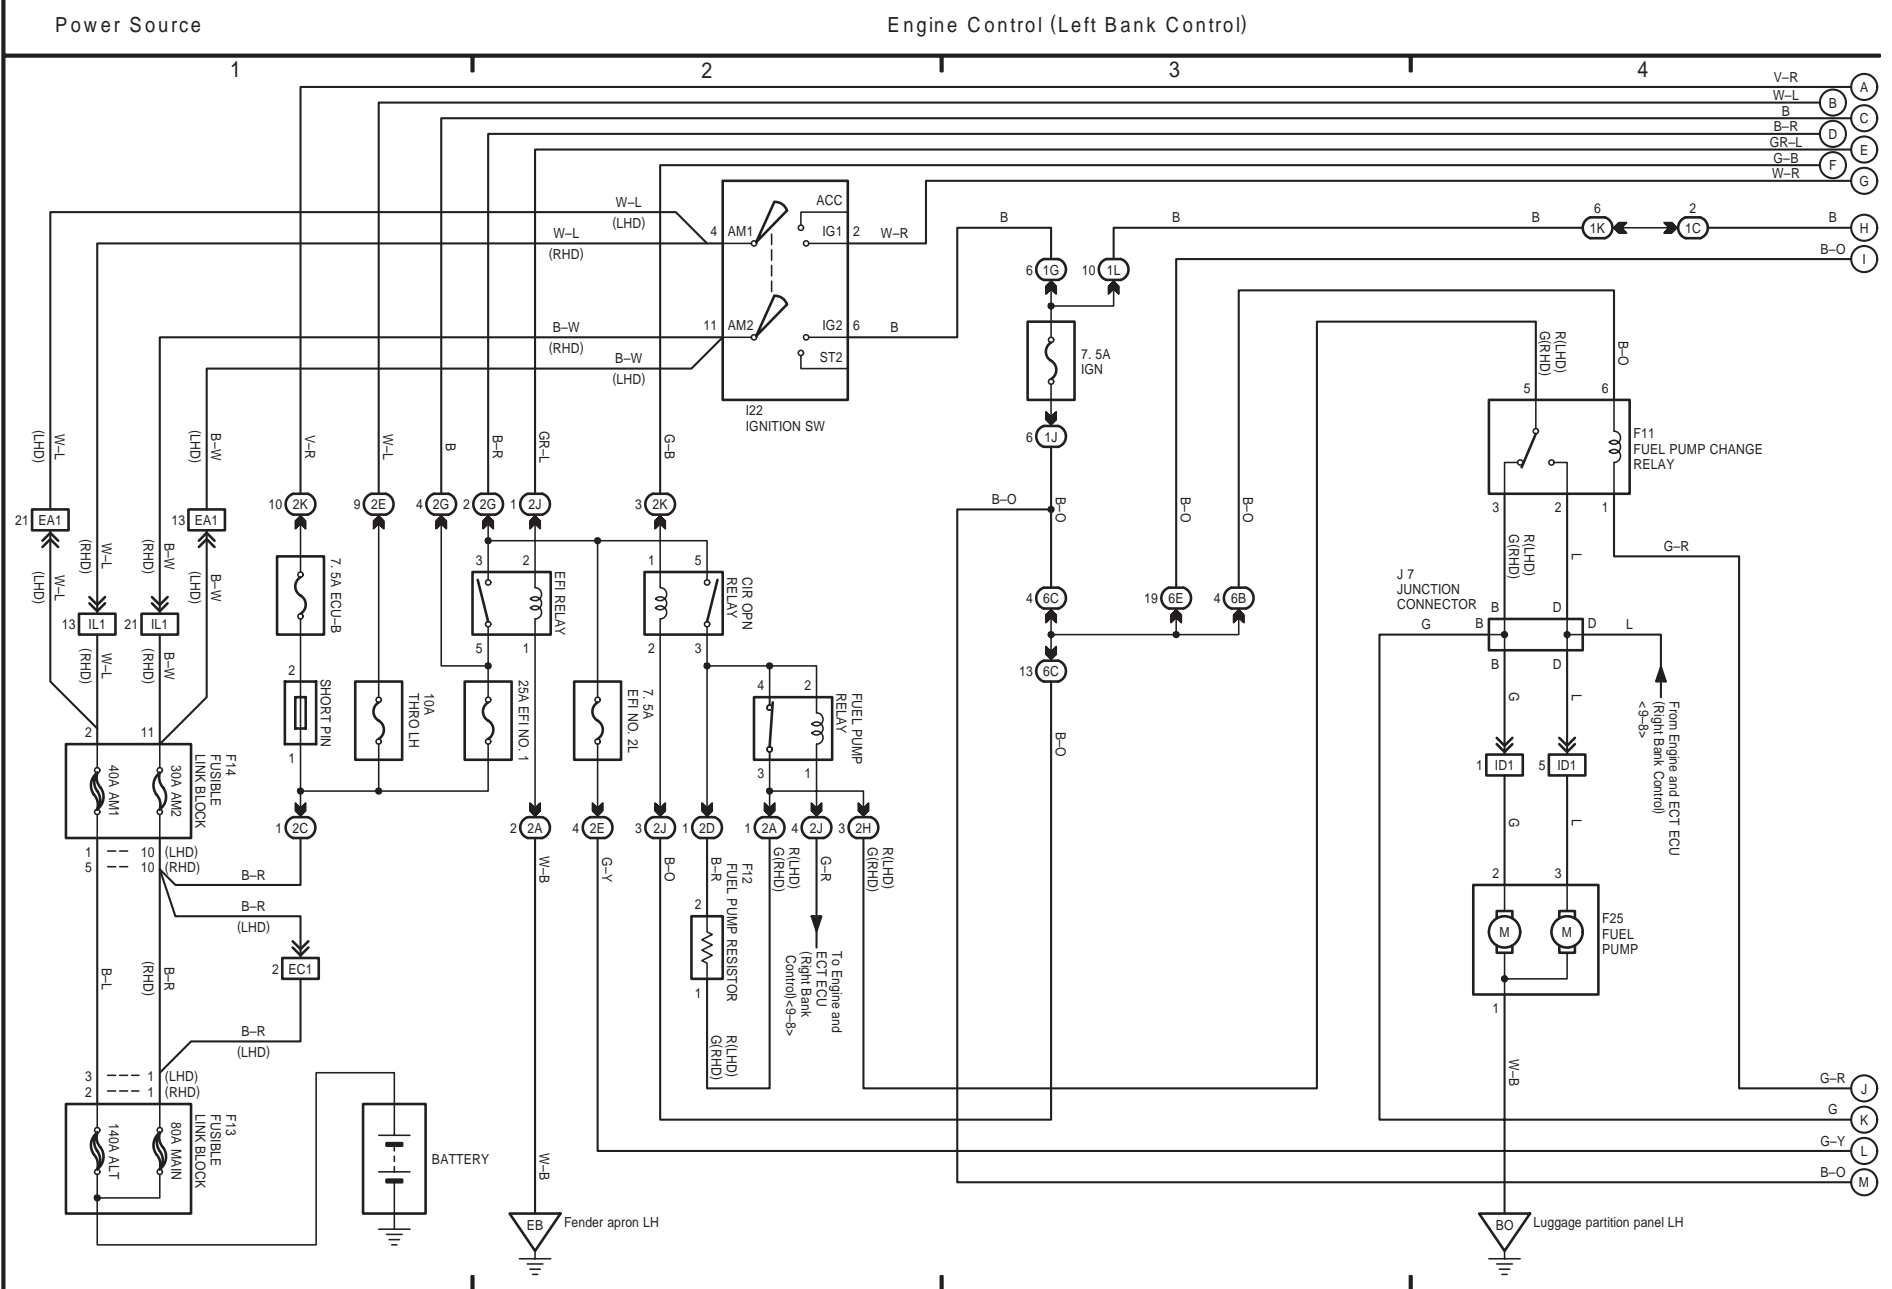 Power Source
Engine Control (Left Bank Control)
1 2 3 4
V–R A
W–L B
B C
B–R D
GR–L E
G–B F
W–R G
6 2
B B B 1K 1C B H
B–O I
W–L
(LHD)
W–L
(RHD)
4 AM1
ACC
IG1 2 W–R
B–W
(RHD)
B–W
(LHD)
11 AM2
IG2 6 B
ST2
I22
IGNITION SW
6 1G
10 1L
7. 5A
IGN
6 1J
R(LHD)
G(RHD)
B–O
5 6
F11
FUEL PUMP CHANGE
RELAY
3 2 1
W–L
(LHD)
B–W
(LHD)
V–R
W–L
B
B–R
GR–L
G–B
21 EA1
13 EA1
10 2K
9 2E
4 2G
2 2G
1 2J
3 2K
B–O
B–O
B–O
B–O
W–L
(LHD)
W–L
(RHD)
B–W
(RHD)
B–W
(LHD)
7. 5A ECU–B
3 2
EFI RELAY
5 1
1 5
CIR OPN
RELAY
2 3
R(LHD)
G(RHD)
L
G–R
J 7
JUNCTION
CONNECTOR
4 6C
19 6E
4 6B
13 6C
B–O
B D
G B D L
B D
13 IL1
21 IL1
W–L
(RHD)
B–W
(RHD)
2
SHORT PIN
1
10A
THRO LH
25A EFI NO. 1
7. 5A
EFI NO. 2L
4 2
FUEL PUMP
RELAY
3 1
G L
From Engine and ECT ECU
(Right Bank Control)
<9–8>
1 ID1
5 ID1
G L
2 11
40A AM1
30A AM2
F14
FUSIBLE
LINK BLOCK
1 –– 10 (LHD)
5 –– 10 (RHD)
1 2C
2 2A
4 2E
3 2J
1 2D
1 2A
4 2J
3 2H
B–R
B–R
(LHD)
W–B
G–Y
B–O
B–R
R(LHD)
G(RHD)
G–R
R(LHD)
G(RHD)
F12
FUEL PUMP RESISTOR
2
1
To Engine and
ECT ECU
(Right Bank
Control)<9–8>
R(LHD)
G(RHD)
2 3
M M
F25
FUEL
PUMP
1
2 EC1
B–L
B–R
(RHD)
B–R
(LHD)
3 ––– 1 (LHD)
2 ––– 1 (RHD)
140A ALT
80A MAIN
F13
FUSIBLE
LINK BLOCK
BATTERY
W–B
W–B
G–R J
G K
G–Y L
B–O M
EB Fender apron LH
BO Luggage partition panel LH